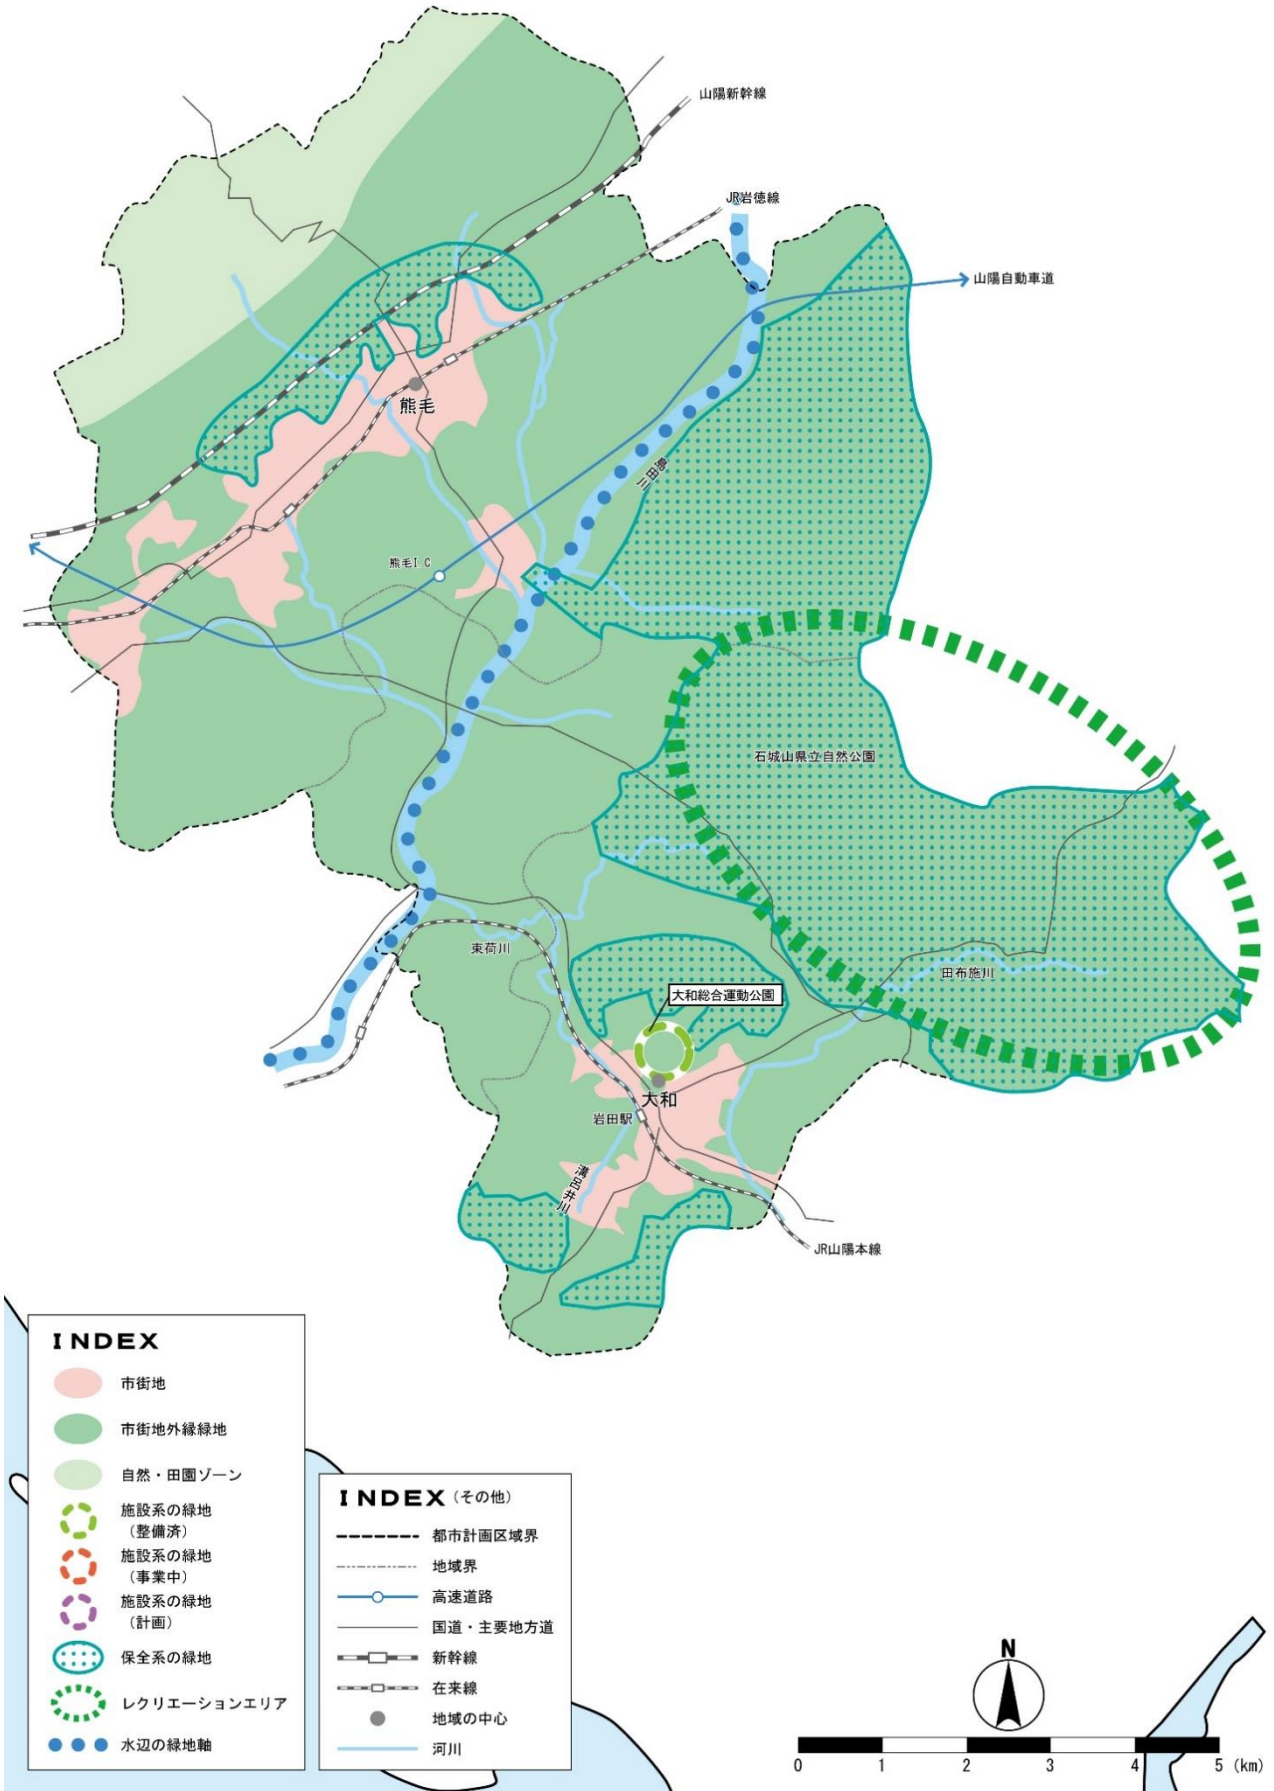 山陽新幹線
JR岩徳線
山陽自動車道
熊毛
島田川
熊毛I.C
石城山県立自然公園
束荷川
田布施川
大和総合運動公園
大和
岩田駅
溝呂井川
JR山陽本線
INDEX
市街地
市街地外縁緑地
自然・田園ゾーン
施設系の緑地
(整備済)
施設系の緑地
(事業中)
施設系の緑地
(計画)
保全系の緑地
レクリエーションエリア
水辺の緑地軸
INDEX(その他)
都市計画区域界
地域界
高速道路
国道・主要地方道
新幹線
在来線
地域の中心
河川
N
0 1 2 3 4 5 (km)